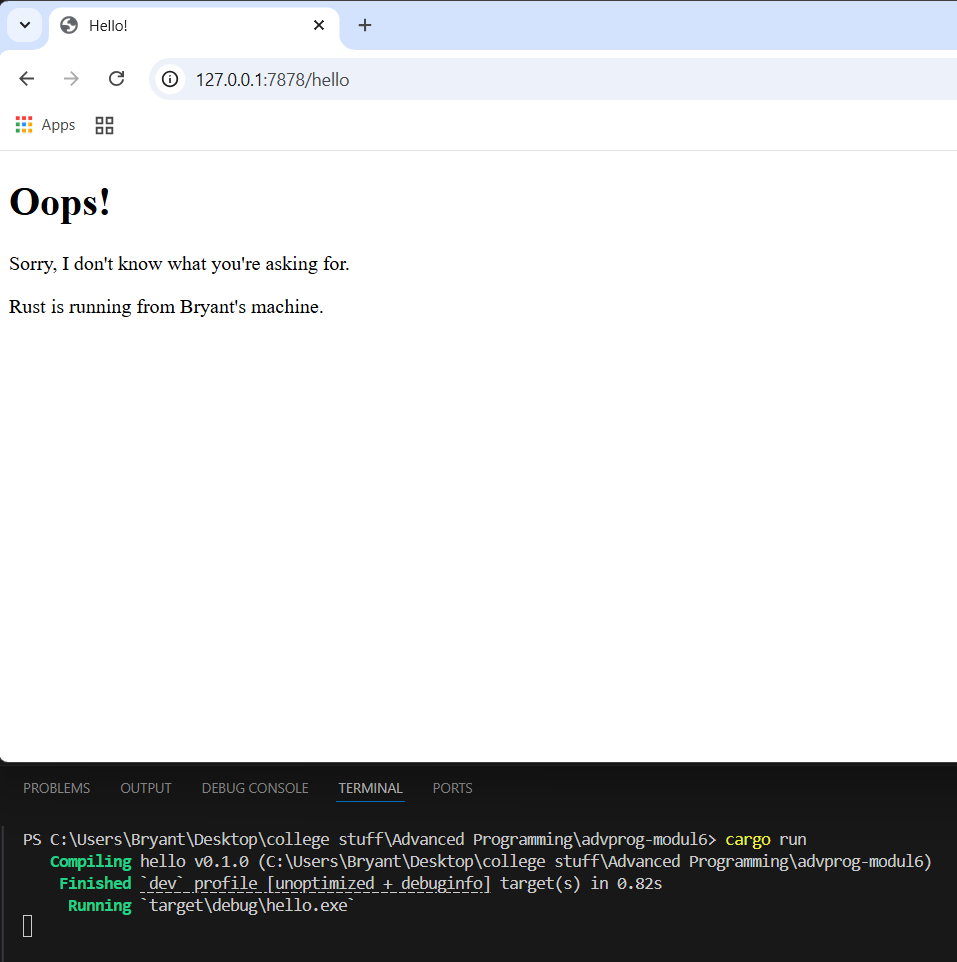 Hello!
127.0.0.1:7878/hello
Apps
Oops!
Sorry, I don't know what you're asking for.
Rust is running from Bryant's machine.
PROBLEMS OUTPUT DEBUG CONSOLE TERMINAL PORTS
PS C:\Users\Bryant\Desktop\college stuff\Advanced Programming\advprog-modul6> cargo run
Compiling hello v0.1.0 (C:\Users\Bryant\Desktop\college stuff\Advanced Programming\advprog-modul6)
Finished `dev` profile [unoptimized + debuginfo] target(s) in 0.82s
Running `target\debug\hello.exe`